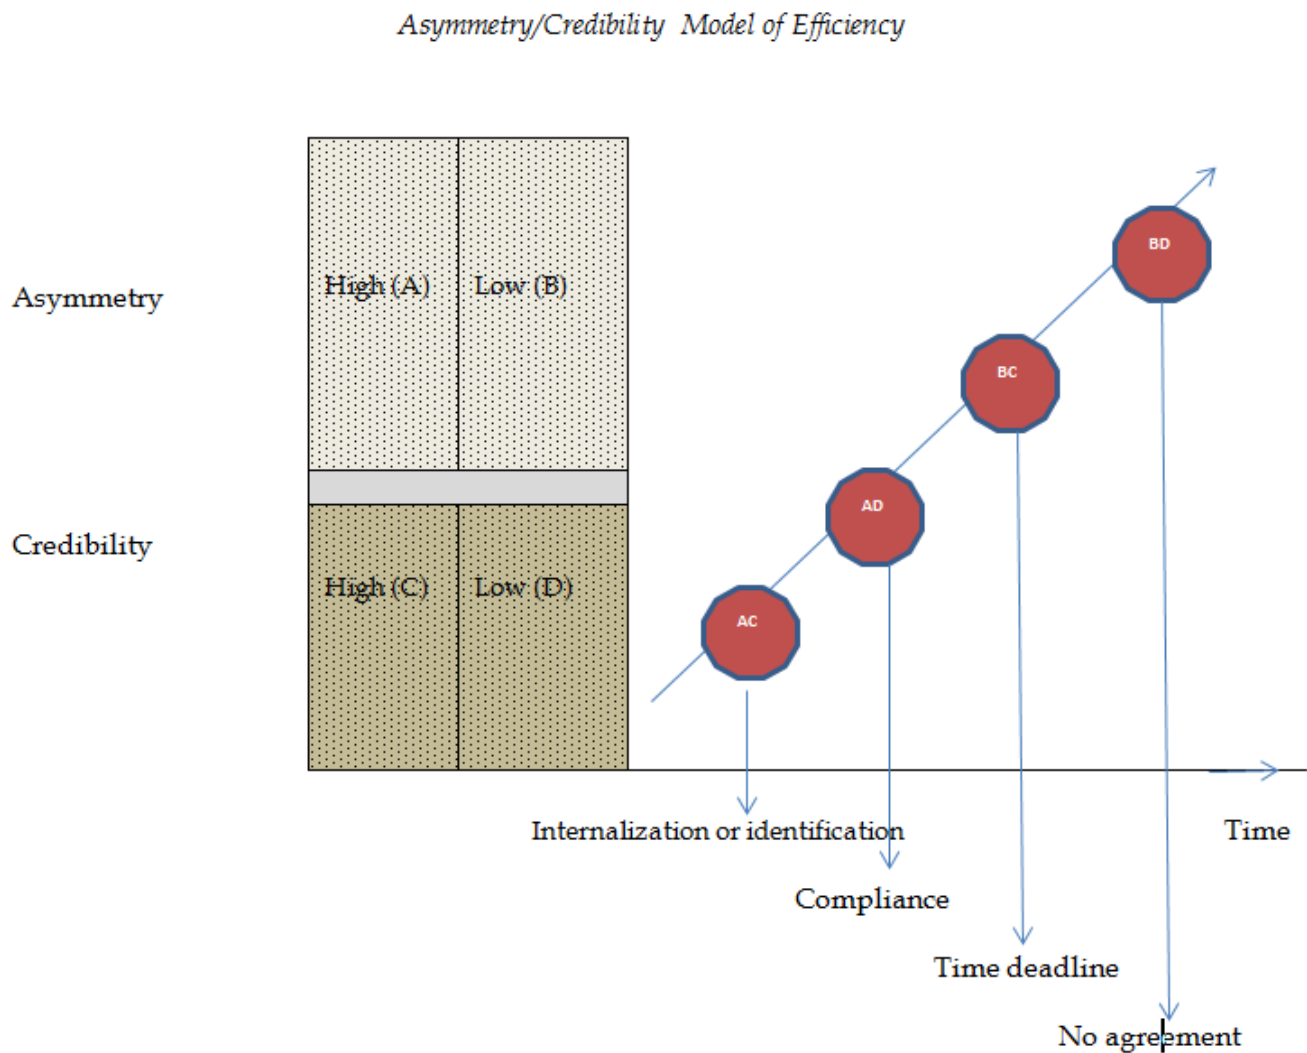 Asymmetry/Credibility Model of Efficiency
Asymmetry
High (A)
Low (B)
Credibility
High (C)
Low (D)
BD
BC
AD
AC
Internalization or identification
Time
Compliance
Time deadline
No agreement